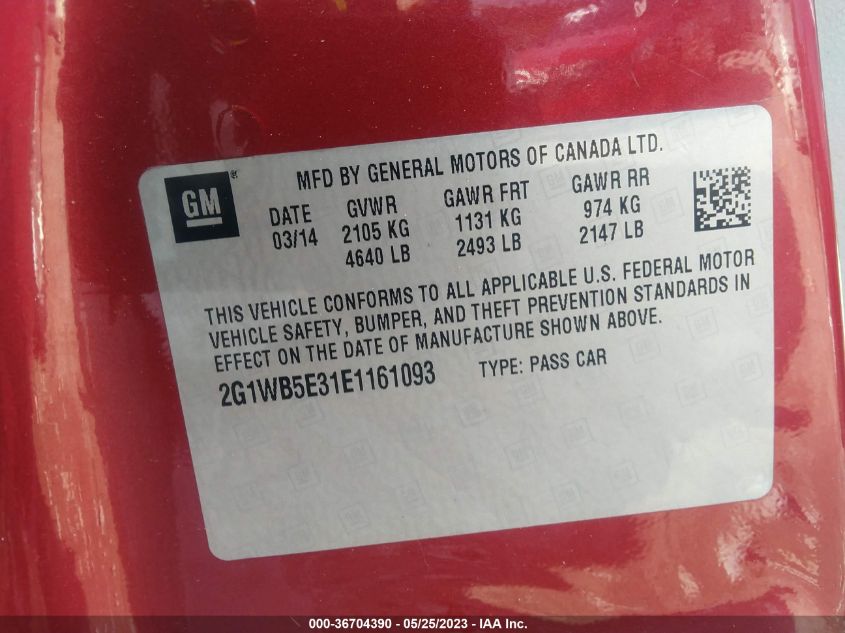 MFD BY GENERAL MOTORS OF CANADA LTD.
GM
DATE GVWR GAWR FRT GAWR RR
03/14 2105 KG 1131 KG 974 KG
4640 LB 2493 LB 2147 LB
THIS VEHICLE CONFORMS TO ALL APPLICABLE U.S. FEDERAL MOTOR
VEHICLE SAFETY, BUMPER, AND THEFT PREVENTION STANDARDS IN
EFFECT ON THE DATE OF MANUFACTURE SHOWN ABOVE.
2G1WB5E31E1161093 TYPE: PASS CAR
000-36704390 - 05/25/2023 - IAA Inc.